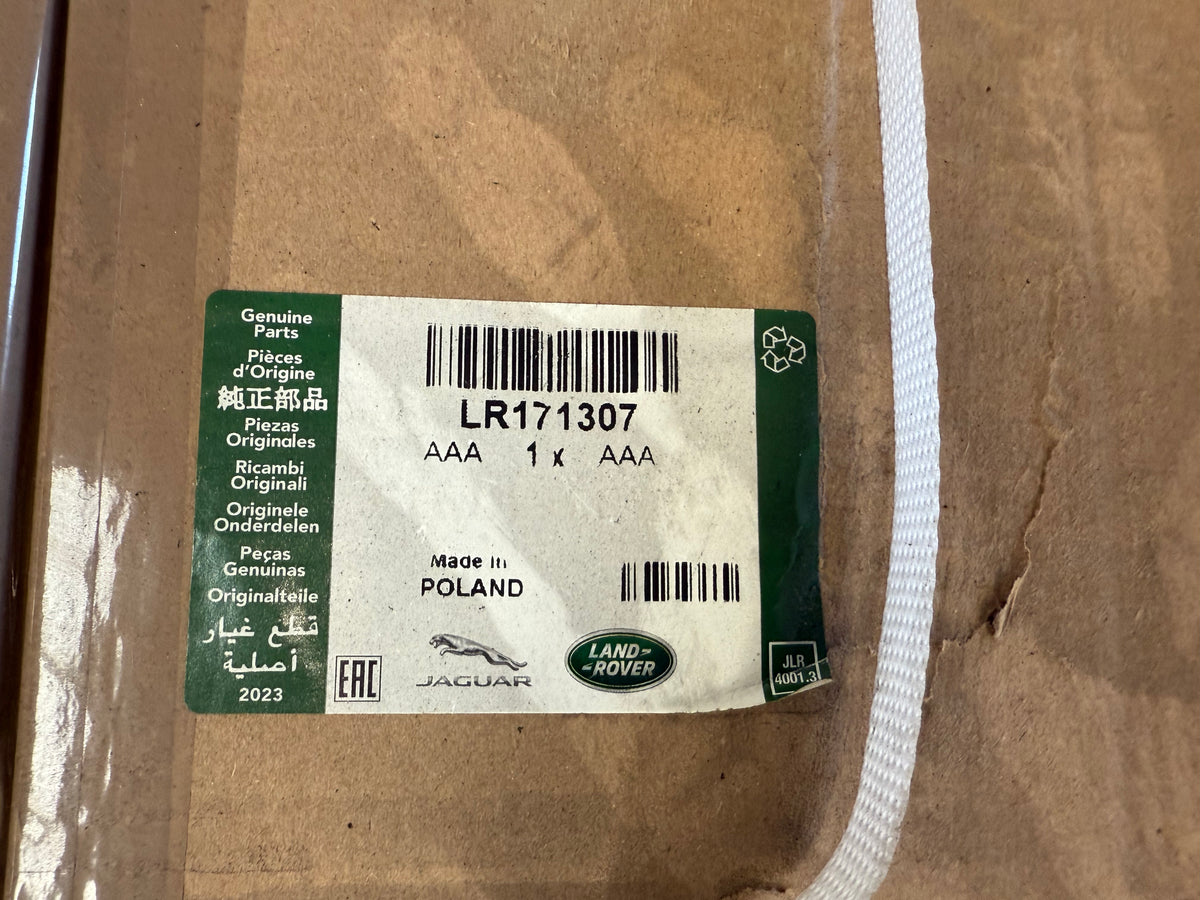 Genuine
Parts
Pièces
d'Origine
純正部品
Piezas
Originales
Ricambi
Originali
Originele
Onderdelen
Peças
Genuinas
Originalteile
قطع غيار
أصلية
2023
LR171307
AAA 1 x AAA
Made in
POLAND
EAC
JAGUAR
LAND-
-ROVER
JLR
4001.3